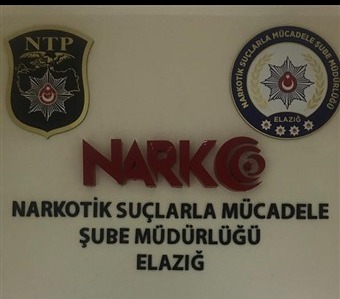 NTP
NARKOTİK SUÇLARLA MÜCADELE ŞUBE MÜDÜRLÜĞÜ
ELAZIĞ
NARKO
NARKOTİK SUÇLARLA MÜCADELE
ŞUBE MÜDÜRLÜĞÜ
ELAZIĞ